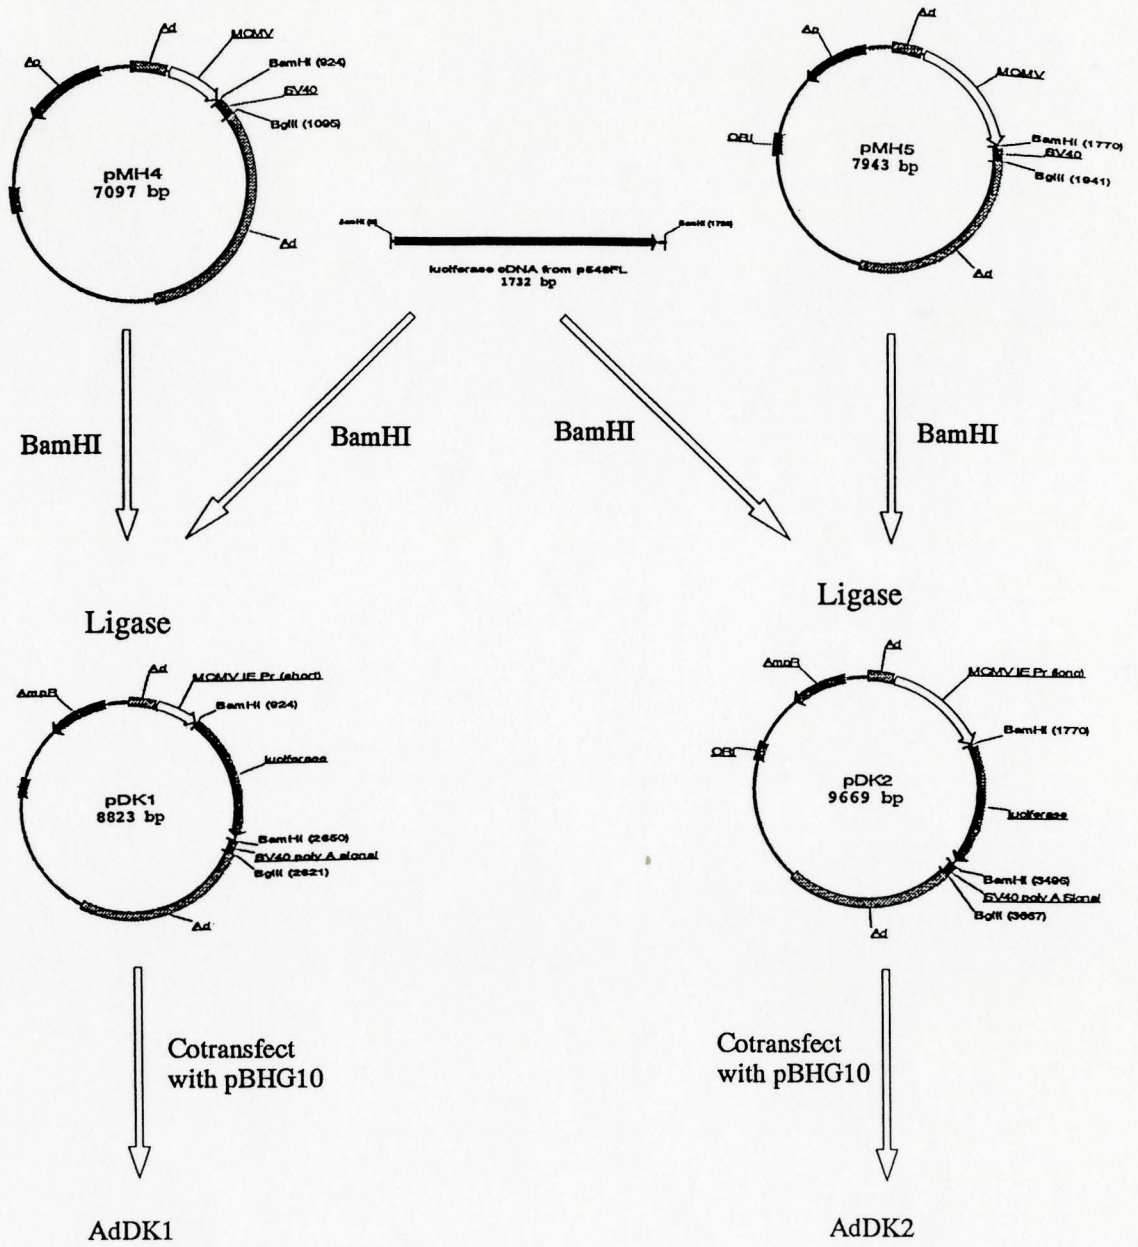 Ad
MCMV
Ap
BamHI (924)
SV40
BglII (1095)
pMH4
7097 bp
Ad
Ad
Ap
MCMV
ORI
BamHI (1770)
SV40
BglII (1941)
pMH5
7943 bp
Ad
luciferase cDNA from
1732 bp
BamHI
BamHI
BamHI
BamHI
Ligase
Ligase
Ad
MCMV IE Pr (short)
AmpR
BamHI (924)
luciferase
pDK1
8823 bp
BamHI (2650)
SV40 poly A signal
BglII (2821)
Ad
Ad
AmpR
MCMV IE Pr (long)
BamHI (1770)
ORI
pDK2
9669 bp
luciferase
BamHI (3496)
SV40 poly A Signal
BglII (3667)
Ad
Cotransfect
with pBHG10
Cotransfect
with pBHG10
AdDK1
AdDK2